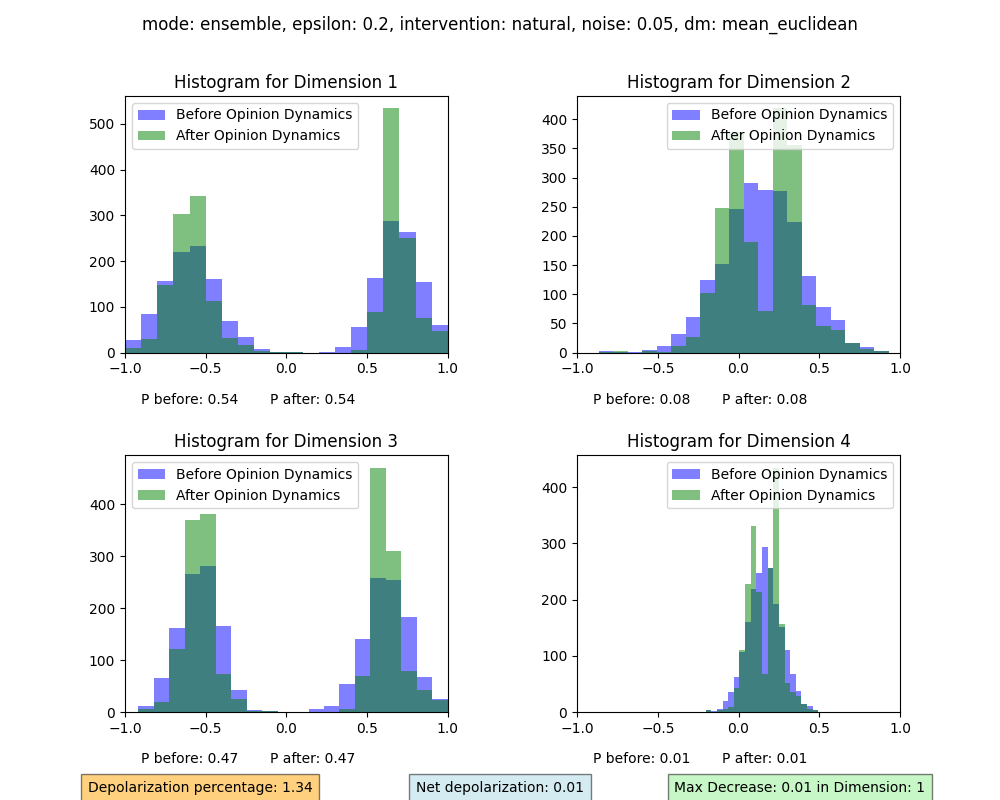 mode: ensemble, epsilon: 0.2, intervention: natural, noise: 0.05, dm: mean_euclidean
Histogram for Dimension 1
Before Opinion Dynamics
After Opinion Dynamics
500
400
300
200
100
0
−1.0 −0.5 0.0 0.5 1.0
P before: 0.54 P after: 0.54
Histogram for Dimension 2
Before Opinion Dynamics
After Opinion Dynamics
400
350
300
250
200
150
100
50
0
−1.0 −0.5 0.0 0.5 1.0
P before: 0.08 P after: 0.08
Histogram for Dimension 3
Before Opinion Dynamics
After Opinion Dynamics
400
300
200
100
0
−1.0 −0.5 0.0 0.5 1.0
P before: 0.47 P after: 0.47
Histogram for Dimension 4
Before Opinion Dynamics
After Opinion Dynamics
400
300
200
100
0
−1.0 −0.5 0.0 0.5 1.0
P before: 0.01 P after: 0.01
Depolarization percentage: 1.34
Net depolarization: 0.01
Max Decrease: 0.01 in Dimension: 1